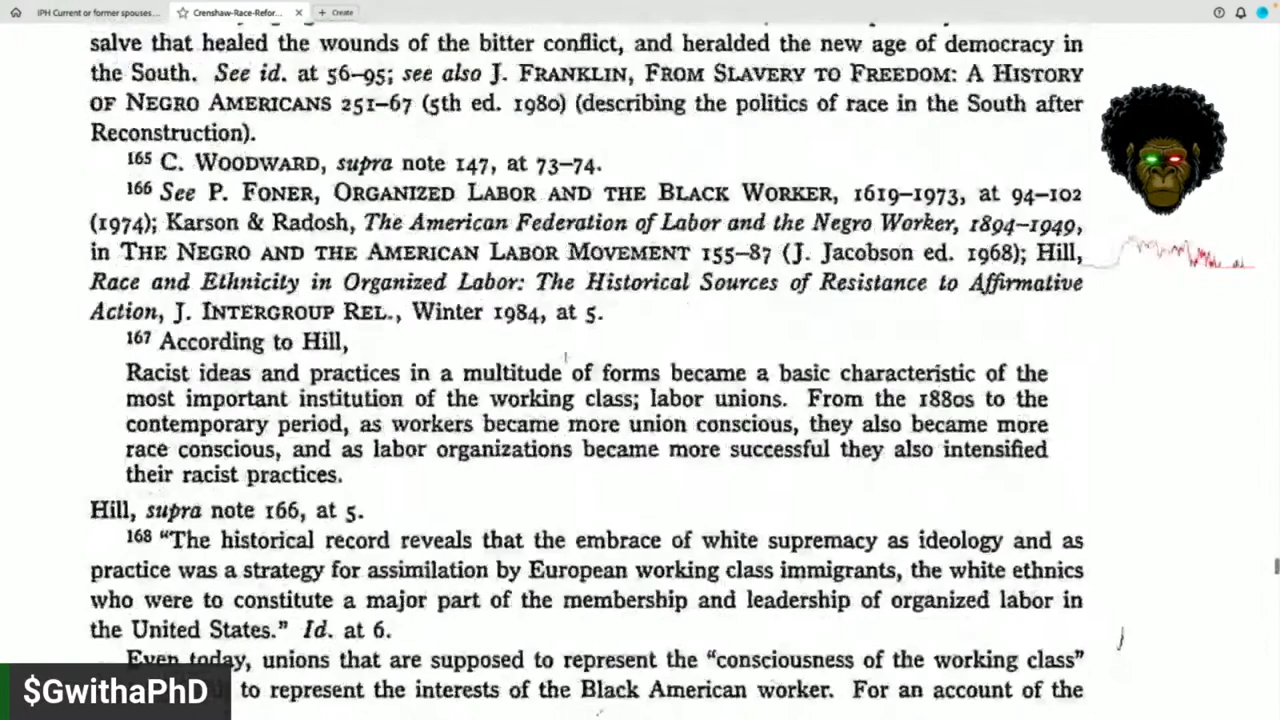 IPH Current or former spouses...
Crenshaw-Race-Refor...
+ Create
salve that healed the wounds of the bitter conflict, and heralded the new age of democracy in
the South. See id. at 56–95; see also J. FRANKLIN, FROM SLAVERY TO FREEDOM: A HISTORY
OF NEGRO AMERICANS 251–67 (5th ed. 1980) (describing the politics of race in the South after
Reconstruction).
165 C. WOODWARD, supra note 147, at 73–74.
166 See P. FONER, ORGANIZED LABOR AND THE BLACK WORKER, 1619–1973, at 94–102
(1974); Karson & Radosh, The American Federation of Labor and the Negro Worker, 1894–1949,
in THE NEGRO AND THE AMERICAN LABOR MOVEMENT 155–87 (J. Jacobson ed. 1968); Hill,
Race and Ethnicity in Organized Labor: The Historical Sources of Resistance to Affirmative
Action, J. INTERGROUP REL., Winter 1984, at 5.
167 According to Hill,
Racist ideas and practices in a multitude of forms became a basic characteristic of the
most important institution of the working class; labor unions. From the 1880s to the
contemporary period, as workers became more union conscious, they also became more
race conscious, and as labor organizations became more successful they also intensified
their racist practices.
Hill, supra note 166, at 5.
168 “The historical record reveals that the embrace of white supremacy as ideology and as
practice was a strategy for assimilation by European working class immigrants, the white ethnics
who were to constitute a major part of the membership and leadership of organized labor in
the United States.” Id. at 6.
Even today, unions that are supposed to represent the “consciousness of the working class”
to represent the interests of the Black American worker. For an account of the
$GwithaPhD